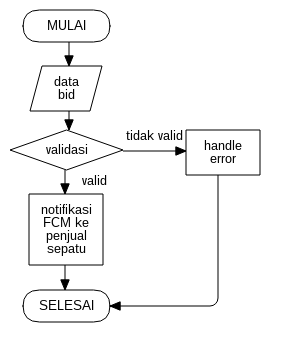 MULAI
data
bid
validasi
tidak valid
handle
error
valid
notifikasi
FCM ke
penjual
sepatu
SELESAI